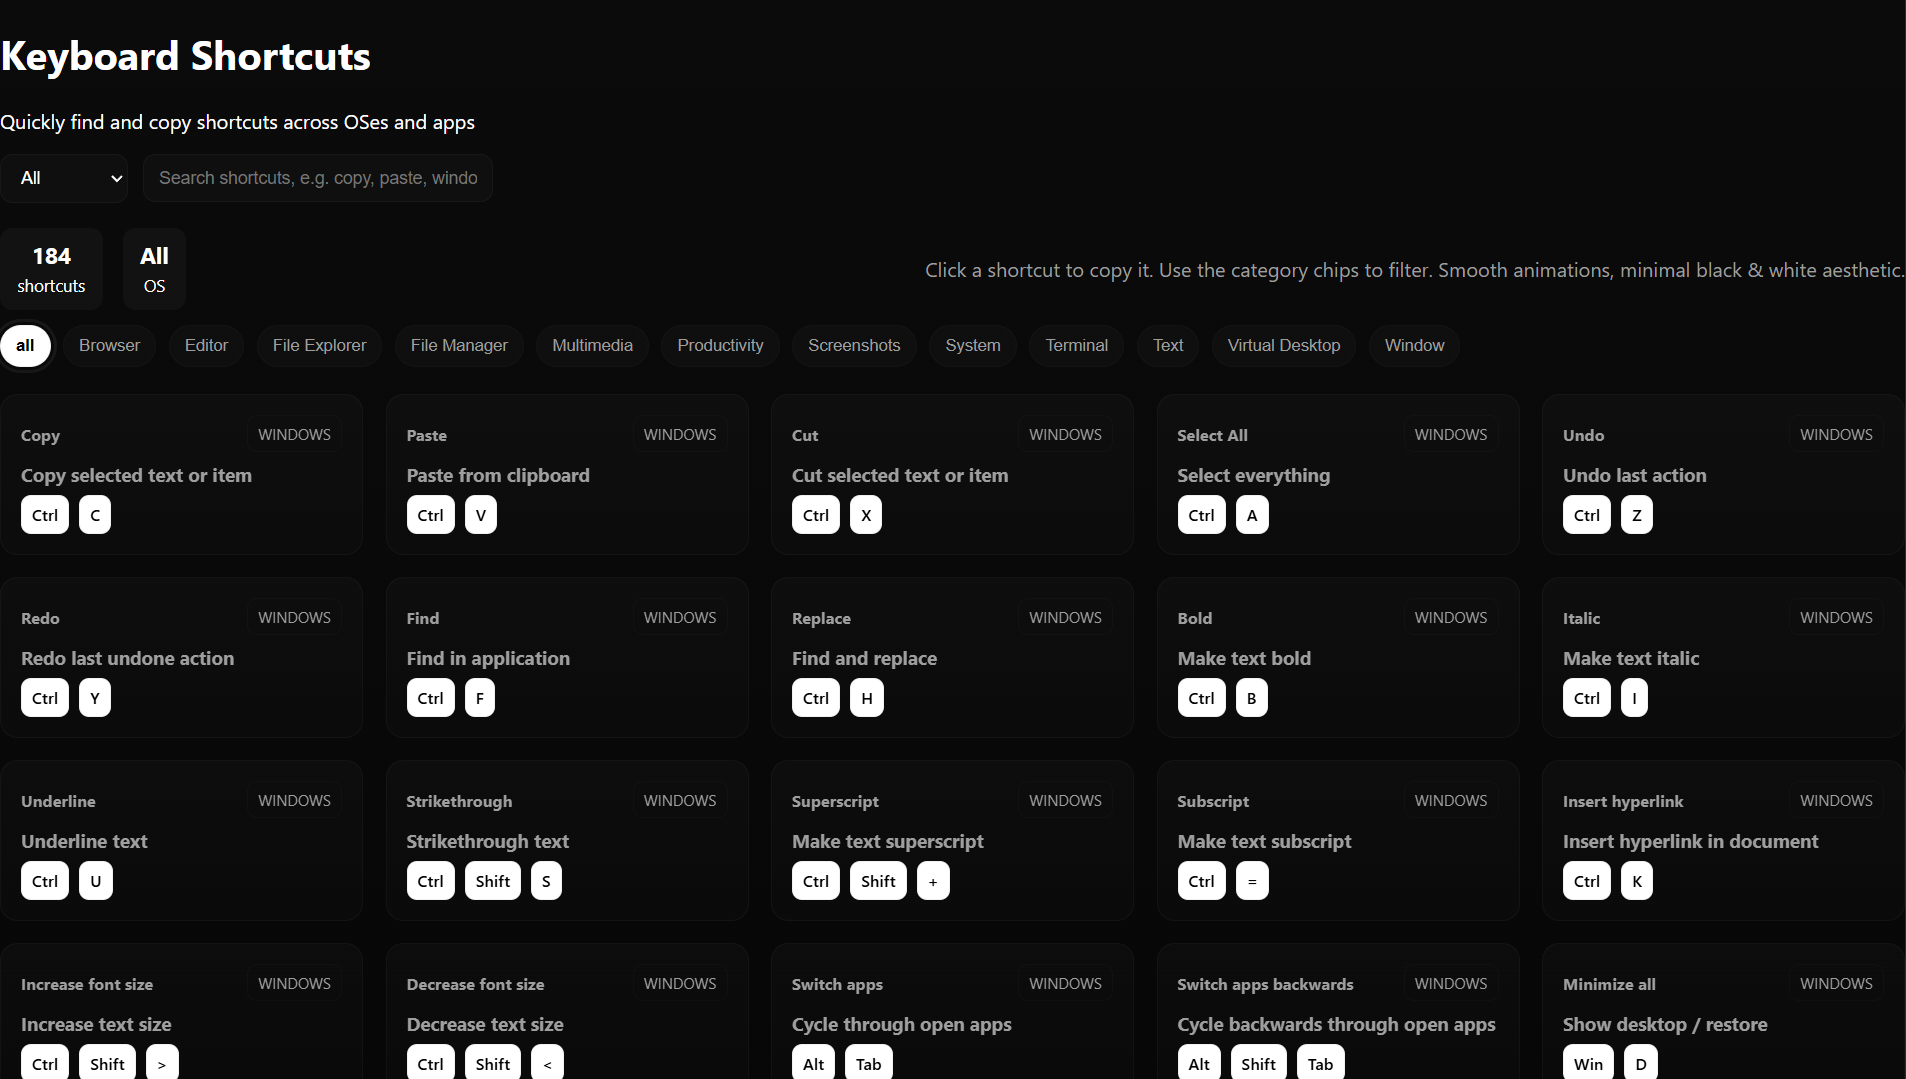 Keyboard Shortcuts
Quickly find and copy shortcuts across OSes and apps
All
Search shortcuts, e.g. copy, paste, windo
184
shortcuts
All
OS
Click a shortcut to copy it. Use the category chips to filter. Smooth animations, minimal black & white aesthetic.
all Browser Editor File Explorer File Manager Multimedia Productivity Screenshots System Terminal Text Virtual Desktop Window
Copy WINDOWS
Copy selected text or item
Ctrl C
Paste WINDOWS
Paste from clipboard
Ctrl V
Cut WINDOWS
Cut selected text or item
Ctrl X
Select All WINDOWS
Select everything
Ctrl A
Undo WINDOWS
Undo last action
Ctrl Z
Redo WINDOWS
Redo last undone action
Ctrl Y
Find WINDOWS
Find in application
Ctrl F
Replace WINDOWS
Find and replace
Ctrl H
Bold WINDOWS
Make text bold
Ctrl B
Italic WINDOWS
Make text italic
Ctrl I
Underline WINDOWS
Underline text
Ctrl U
Strikethrough WINDOWS
Strikethrough text
Ctrl Shift S
Superscript WINDOWS
Make text superscript
Ctrl Shift +
Subscript WINDOWS
Make text subscript
Ctrl =
Insert hyperlink WINDOWS
Insert hyperlink in document
Ctrl K
Increase font size WINDOWS
Increase text size
Ctrl Shift >
Decrease font size WINDOWS
Decrease text size
Ctrl Shift <
Switch apps WINDOWS
Cycle through open apps
Alt Tab
Switch apps backwards WINDOWS
Cycle backwards through open apps
Alt Shift Tab
Minimize all WINDOWS
Show desktop / restore
Win D